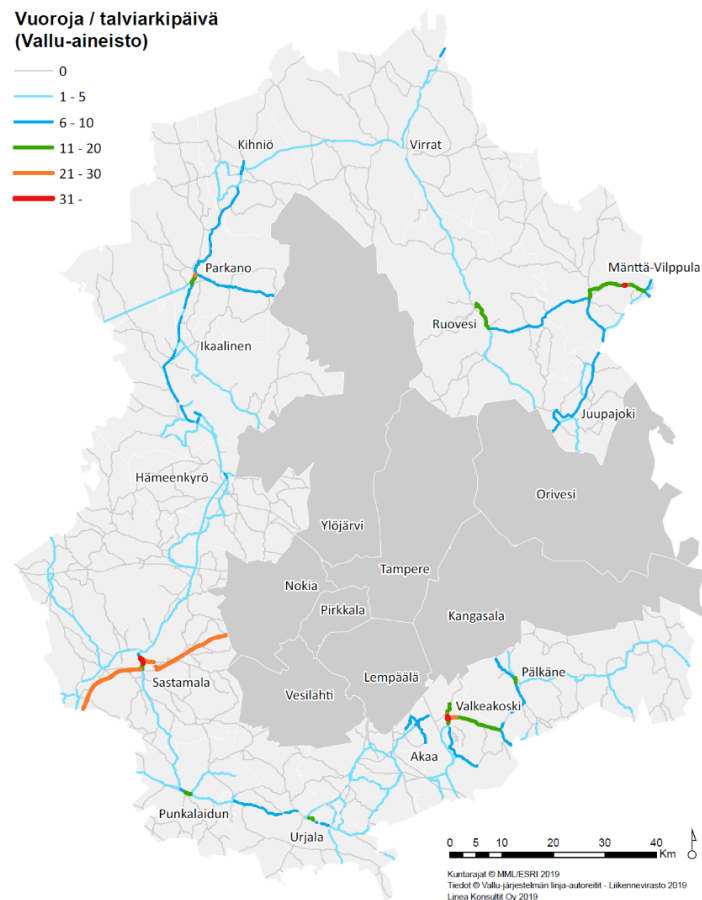 Vuoroja / talviarkipäivä
(Vallu-aineisto)
0
1 - 5
6 - 10
11 - 20
21 - 30
31 -
Kihniö
Virrat
Parkano
Mänttä-Vilppula
Ruovesi
Ikaalinen
Juupajoki
Hämeenkyrö
Orivesi
Ylöjärvi
Tampere
Nokia
Pirkkala
Kangasala
Pälkäne
Lempäälä
Sastamala
Vesilahti
Valkeakoski
Akaa
Punkalaidun
Urjala
0 5 10 20 30 40
Km
Kuntarajat © MML/ESRI 2019
Tiedot © Vallu-järjestelmän linja-autoreitit - Liikennevirasto 2019
Linea Konsultit Oy 2019